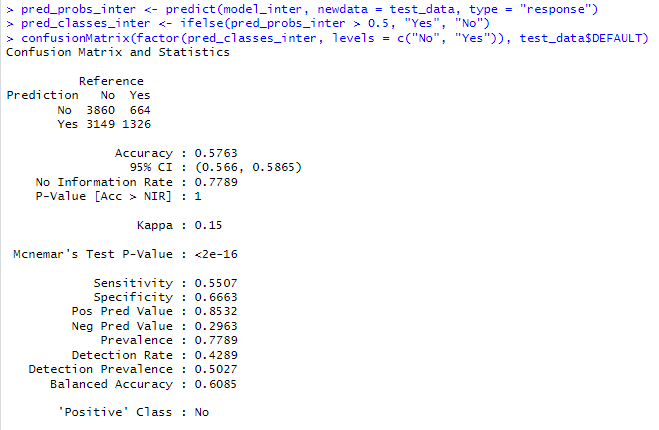 > pred_probs_inter <- predict(model_inter, newdata = test_data, type = "response")
> pred_classes_inter <- ifelse(pred_probs_inter > 0.5, "Yes", "No")
> confusionMatrix(factor(pred_classes_inter, levels = c("No", "Yes")), test_data$DEFAULT)
Confusion Matrix and Statistics
Reference
Prediction No Yes
No 3860 664
Yes 3149 1326
Accuracy : 0.5763
95% CI : (0.566, 0.5865)
No Information Rate : 0.7789
P-Value [Acc > NIR] : 1
Kappa : 0.15
Mcnemar's Test P-Value : <2e-16
Sensitivity : 0.5507
Specificity : 0.6663
Pos Pred Value : 0.8532
Neg Pred Value : 0.2963
Prevalence : 0.7789
Detection Rate : 0.4289
Detection Prevalence : 0.5027
Balanced Accuracy : 0.6085
'Positive' Class : No